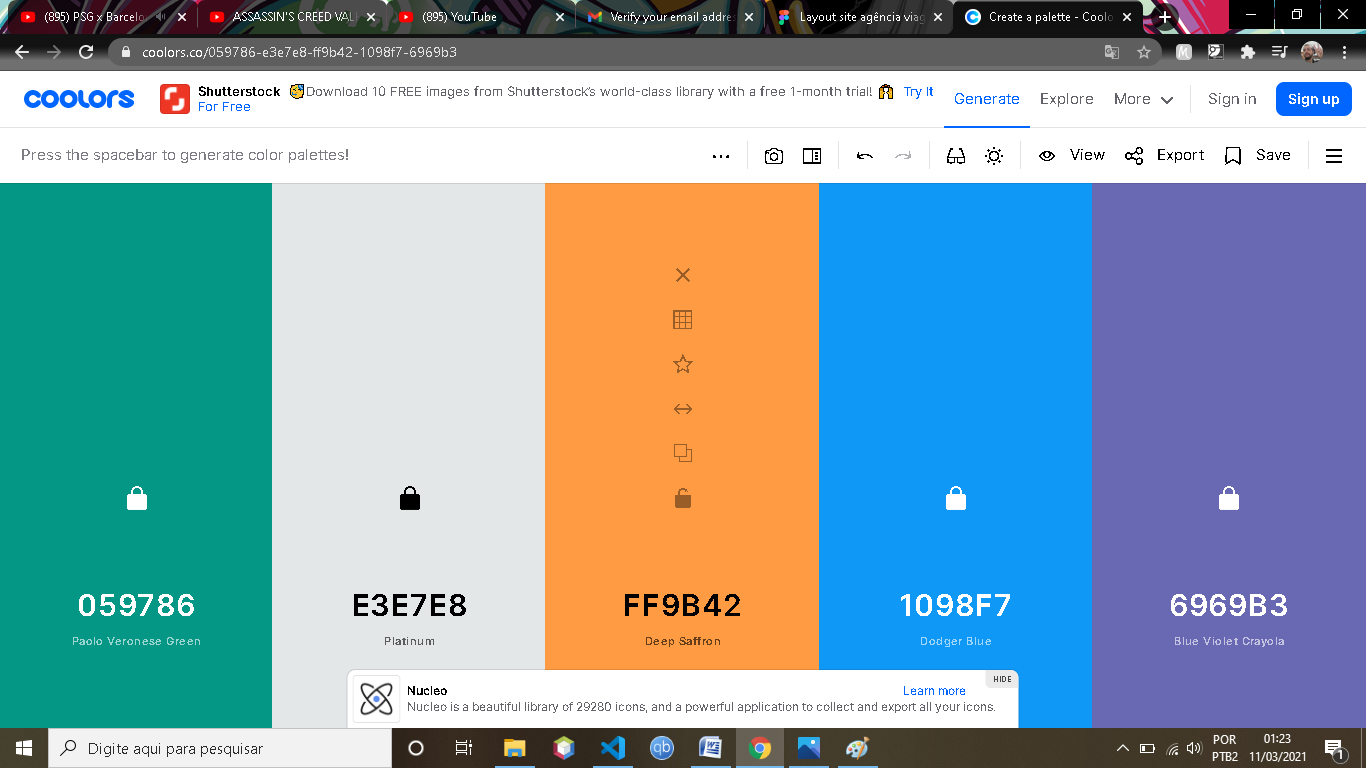 (895) PSG x Barcelo
ASSASSIN'S CREED VAL
(895) YouTube
Verify your email addre
Layout site agência viag
Create a palette - Coolo
coolors.co/059786-e3e7e8-ff9b42-1098f7-6969b3
coolors
Shutterstock
For Free
Download 10 FREE images from Shutterstock's world-class library with a free 1-month trial!
Try It
Generate
Explore
More
Sign in
Sign up
Press the spacebar to generate color palettes!
View
Export
Save
059786
Paolo Veronese Green
E3E7E8
Platinum
FF9B42
Deep Saffron
1098F7
Dodger Blue
6969B3
Blue Violet Crayola
HIDE
Nucleo
Learn more
Nucleo is a beautiful library of 29280 icons, and a powerful application to collect and export all your icons.
Digite aqui para pesquisar
qb
W
POR
PTB2
01:23
11/03/2021
1